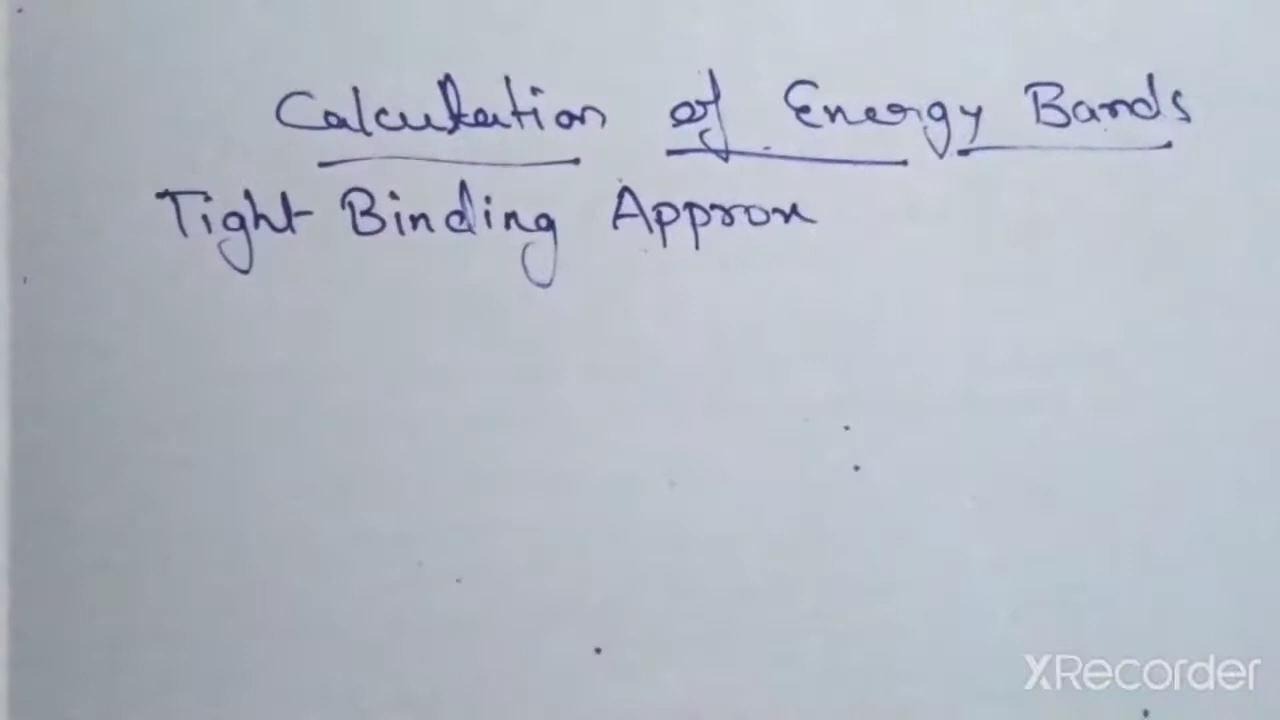 Calculation of Energy Bands
Tight Binding Approx
XRecorder